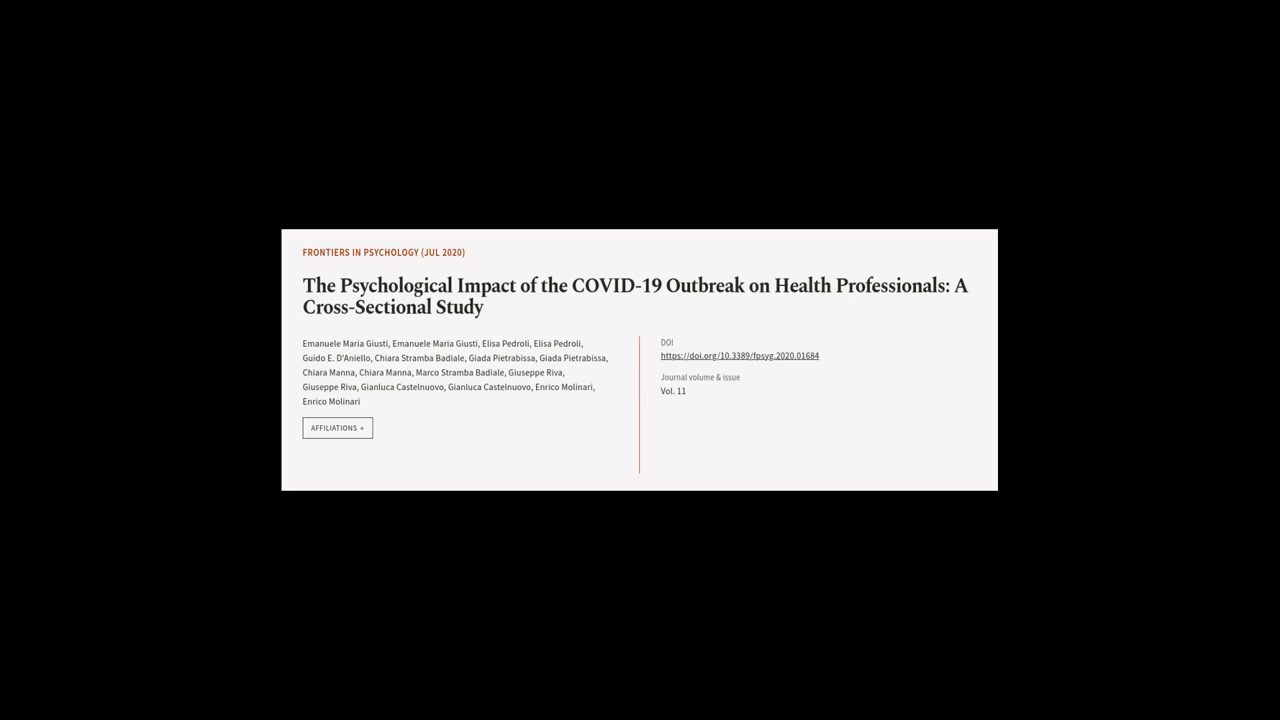 FRONTIERS IN PSYCHOLOGY (JUL 2020)
The Psychological Impact of the COVID-19 Outbreak on Health Professionals: A
Cross-Sectional Study
Emanuele Maria Giusti, Emanuele Maria Giusti, Elisa Pedroli, Elisa Pedroli,
Guido E. D'Aniello, Chiara Stramba Badiale, Giada Pietrabissa, Giada Pietrabissa,
Chiara Manna, Chiara Manna, Marco Stramba Badiale, Giuseppe Riva,
Giuseppe Riva, Gianluca Castelnuovo, Gianluca Castelnuovo, Enrico Molinari,
Enrico Molinari
AFFILIATIONS +
DOI
https://doi.org/10.3389/fpsyg.2020.01684
Journal volume & issue
Vol. 11